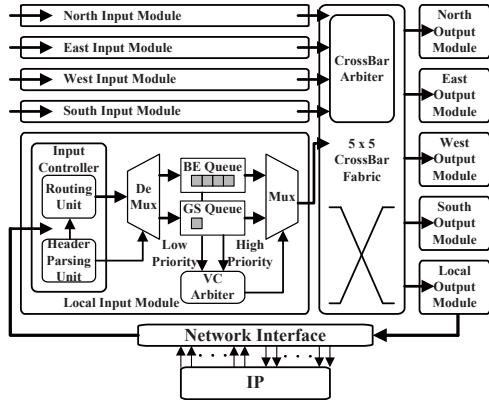 North Input Module
East Input Module
West Input Module
South Input Module
CrossBar
Arbiter
5 x 5
CrossBar
Fabric
North
Output
Module
East
Output
Module
West
Output
Module
South
Output
Module
Local
Output
Module
Input
Controller
Routing
Unit
Header
Parsing
Unit
De
Mux
BE Queue
GS Queue
Mux
Low
Priority
High
Priority
VC
Arbiter
Local Input Module
Network Interface
IP